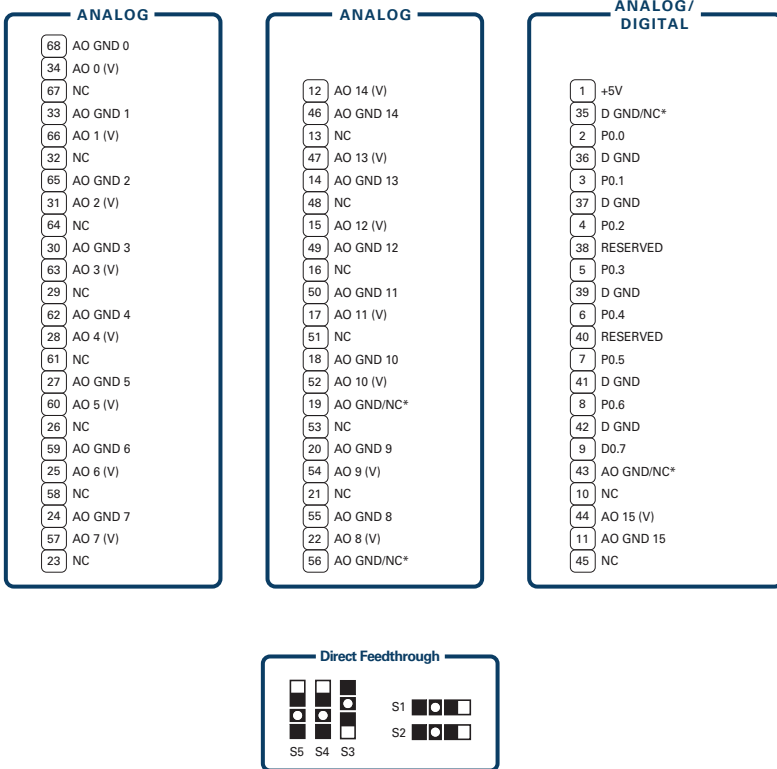 ANALOG
68 AO GND 0
34 AO 0 (V)
67 NC
33 AO GND 1
66 AO 1 (V)
32 NC
65 AO GND 2
31 AO 2 (V)
64 NC
30 AO GND 3
63 AO 3 (V)
29 NC
62 AO GND 4
28 AO 4 (V)
61 NC
27 AO GND 5
60 AO 5 (V)
26 NC
59 AO GND 6
25 AO 6 (V)
58 NC
24 AO GND 7
57 AO 7 (V)
23 NC
ANALOG
12 AO 14 (V)
46 AO GND 14
13 NC
47 AO 13 (V)
14 AO GND 13
48 NC
15 AO 12 (V)
49 AO GND 12
16 NC
50 AO GND 11
17 AO 11 (V)
51 NC
18 AO GND 10
52 AO 10 (V)
19 AO GND/NC*
53 NC
20 AO GND 9
54 AO 9 (V)
21 NC
55 AO GND 8
22 AO 8 (V)
56 AO GND/NC*
ANALOG/
DIGITAL
1 +5V
35 D GND/NC*
2 P0.0
36 D GND
3 P0.1
37 D GND
4 P0.2
38 RESERVED
5 P0.3
39 D GND
6 P0.4
40 RESERVED
7 P0.5
41 D GND
8 P0.6
42 D GND
9 D0.7
43 AO GND/NC*
10 NC
44 AO 15 (V)
11 AO GND 15
45 NC
Direct Feedthrough
S1
S2
S5 S4 S3